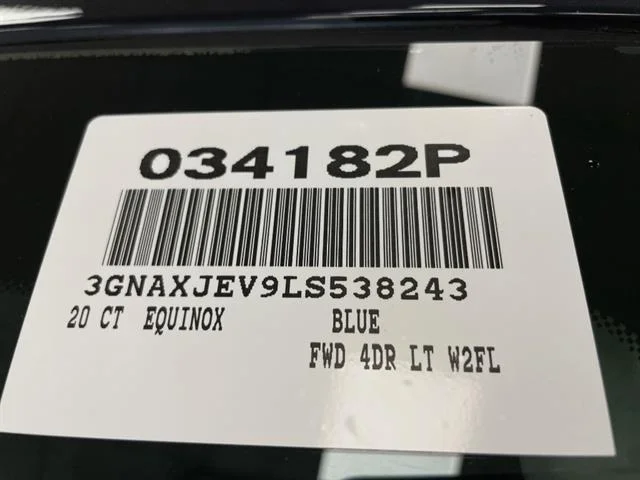 034182P
3GNAXJEV9LS538243
20 CT EQUINOX BLUE
FWD 4DR LT W2FL